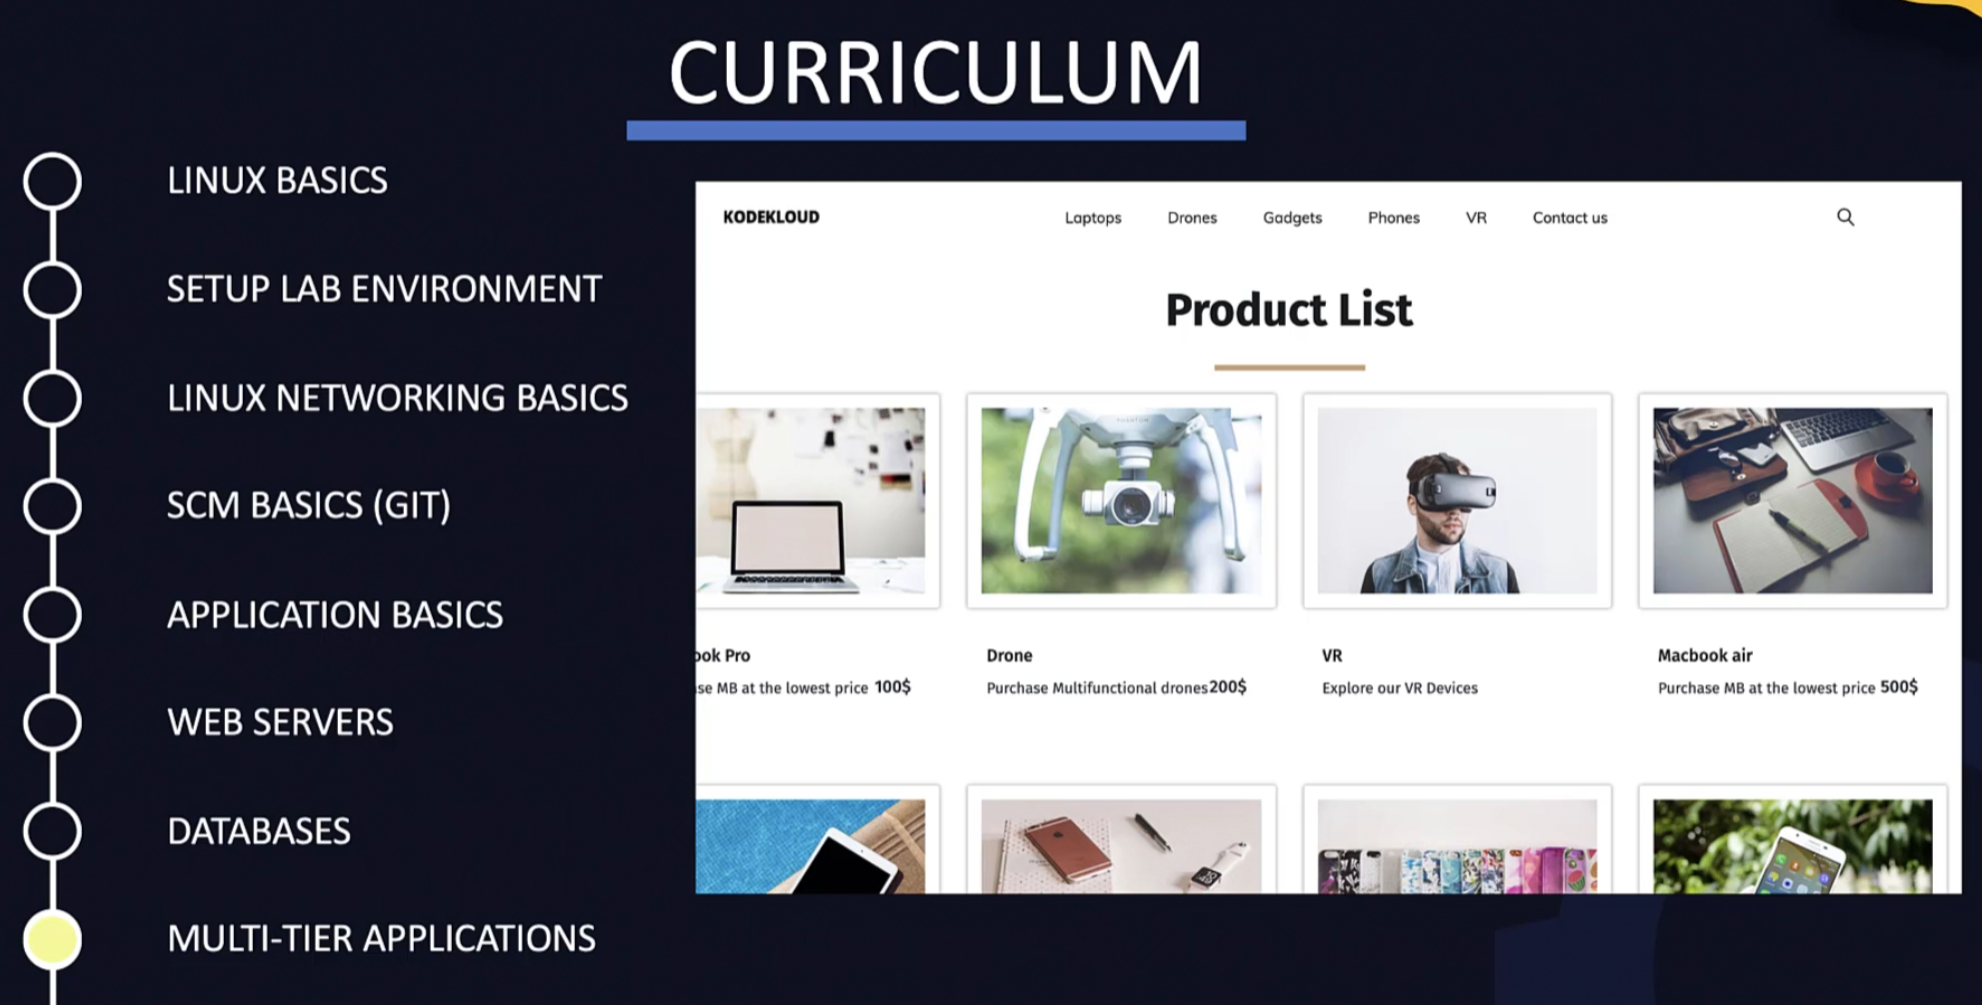 CURRICULUM
LINUX BASICS
SETUP LAB ENVIRONMENT
LINUX NETWORKING BASICS
SCM BASICS (GIT)
APPLICATION BASICS
WEB SERVERS
DATABASES
MULTI-TIER APPLICATIONS
KODEKLOUD Laptops Drones Gadgets Phones VR Contact us
Product List
PHANTOM
ook Pro
se MB at the lowest price 100$
Drone
Purchase Multifunctional drones200$
VR
Explore our VR Devices
Macbook air
Purchase MB at the lowest price 500$